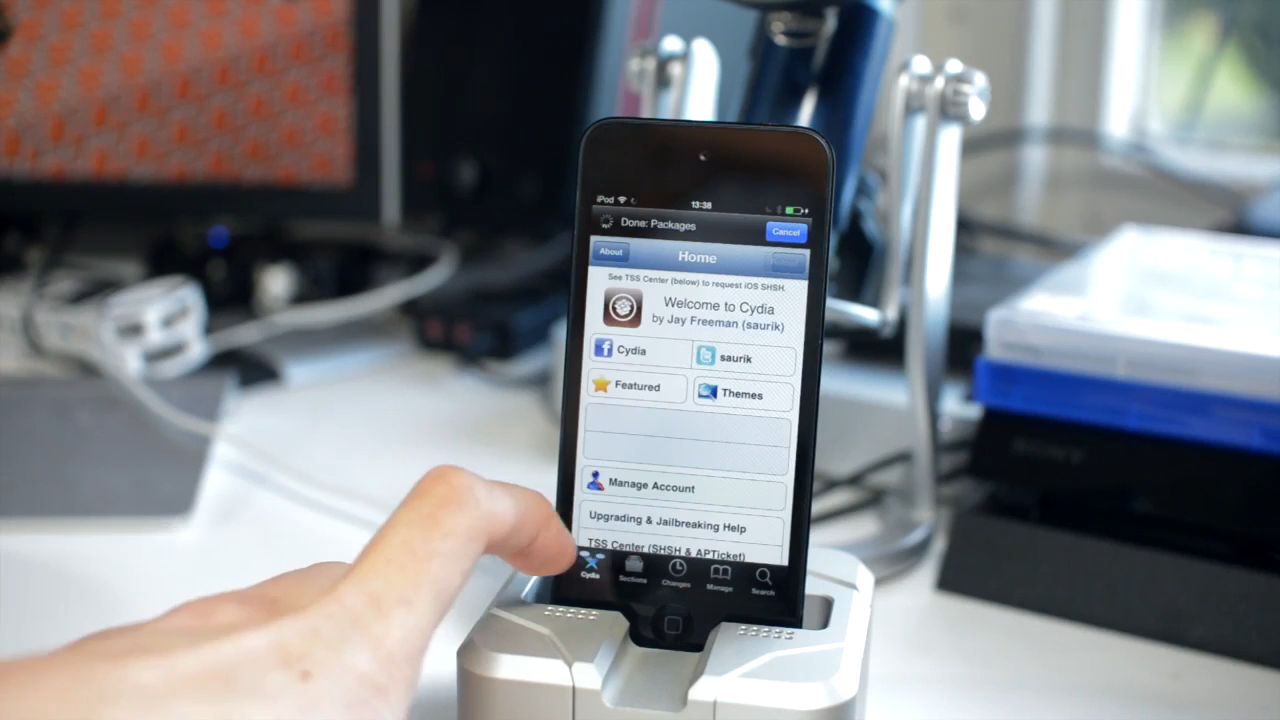 iPod 13:38
Done: Packages Cancel
About Home
See TSS Center (below) to request iOS SHSH.
Welcome to Cydia
by Jay Freeman (saurik)
Cydia saurik
Featured Themes
Manage Account
Upgrading & Jailbreaking Help
TSS Center (SHSH & APTicket)
Cydia Sections Changes Manage Search
SONY